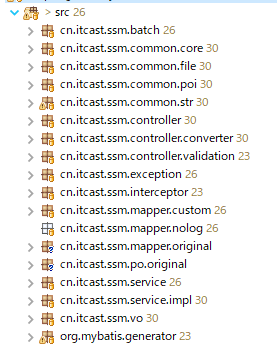 > src 26
cn.itcast.ssm.batch 26
cn.itcast.ssm.common.core 30
cn.itcast.ssm.common.file 30
cn.itcast.ssm.common.poi 30
cn.itcast.ssm.common.str 30
cn.itcast.ssm.controller 30
cn.itcast.ssm.controller.converter 30
cn.itcast.ssm.controller.validation 23
cn.itcast.ssm.exception 26
cn.itcast.ssm.interceptor 23
cn.itcast.ssm.mapper.custom 26
cn.itcast.ssm.mapper.nolog 26
cn.itcast.ssm.mapper.original
cn.itcast.ssm.po.original
cn.itcast.ssm.service 26
cn.itcast.ssm.service.impl 30
cn.itcast.ssm.vo 30
org.mybatis.generator 23